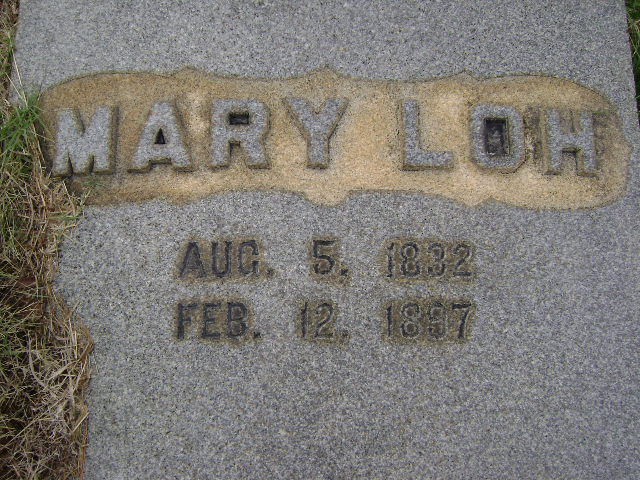 MARY LOH
AUG. 5. 1832
FEB. 12. 1897